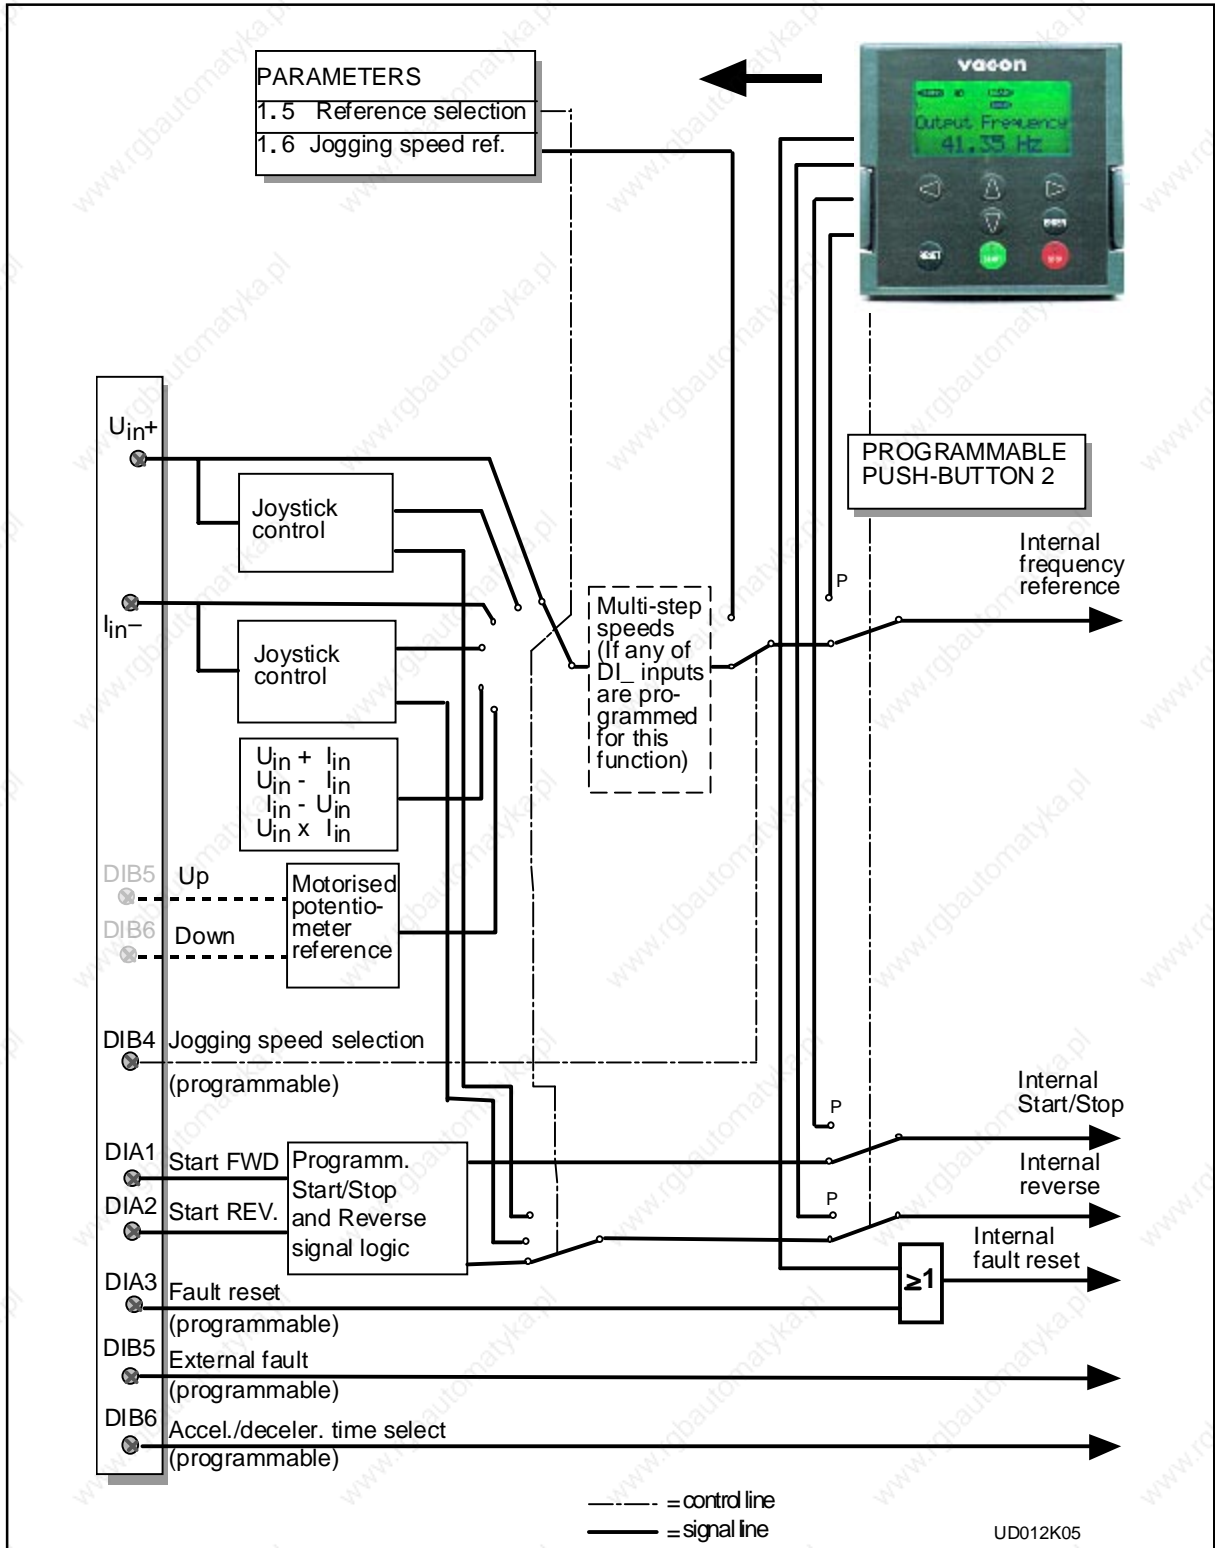 vacon
PARAMETERS
1.5 Reference selection
1.6 Jogging speed ref.
Output Frequency
41.35 Hz
RESET
PROGRAMMABLE
PUSH-BUTTON 2
Uin+
Joystick
control
Internal
frequency
reference
P
Iin−
Multi-step
speeds
(If any of
DI_ inputs
are pro-
grammed
for this
function)
Joystick
control
Uin + Iin
Uin - Iin
Iin - Uin
Uin x Iin
DIB5 Up
DIB6 Down
Motorised
potentio-
meter
reference
DIB4 Jogging speed selection
(programmable)
Internal
Start/Stop
P
DIA1 Start FWD
DIA2 Start REV.
Programm.
Start/Stop
and Reverse
signal logic
Internal
reverse
P
Internal
fault reset
≥1
DIA3 Fault reset
(programmable)
DIB5 External fault
(programmable)
DIB6 Accel./deceler. time select
(programmable)
= control line
= signal line
UD012K05
www.rgbautomatyka.pl